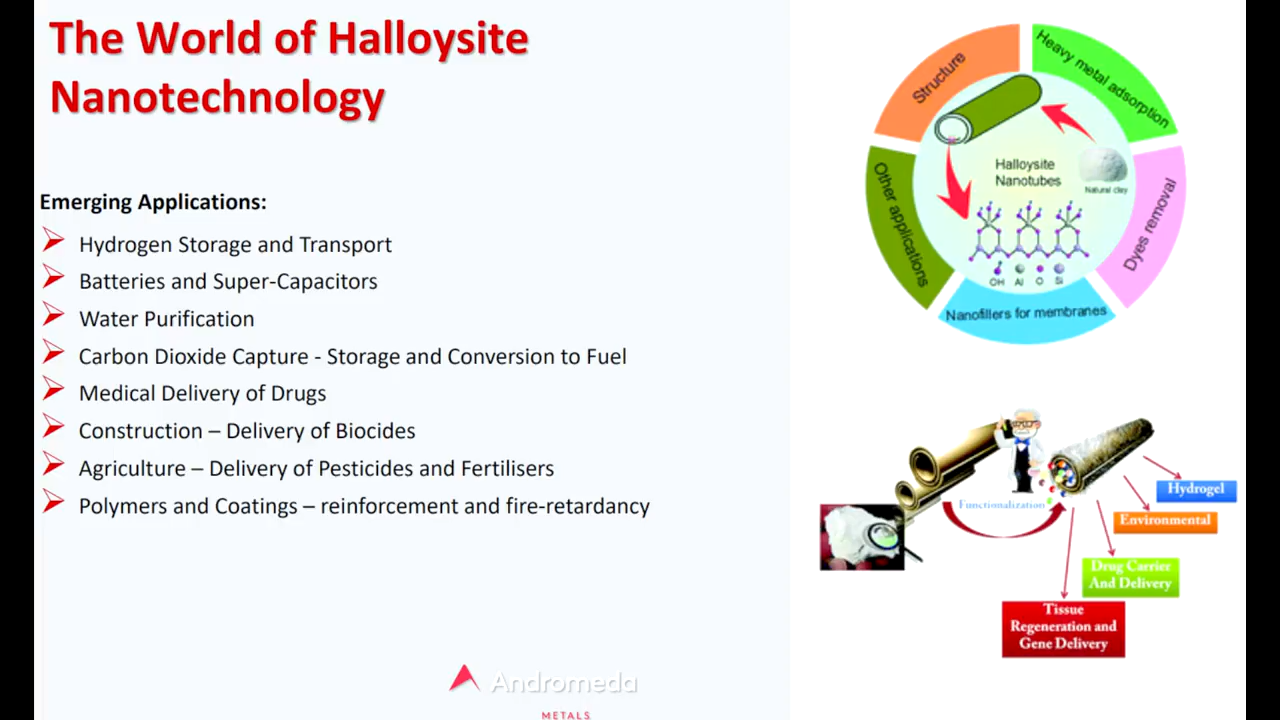 The World of Halloysite
Nanotechnology
Emerging Applications:
Hydrogen Storage and Transport
Batteries and Super-Capacitors
Water Purification
Carbon Dioxide Capture - Storage and Conversion to Fuel
Medical Delivery of Drugs
Construction – Delivery of Biocides
Agriculture – Delivery of Pesticides and Fertilisers
Polymers and Coatings – reinforcement and fire-retardancy
Andromeda
METALS
Structure
Heavy metal adsorption
Dyes removal
Nanofillers for membranes
Other applications
Halloysite
Nanotubes
Natural clay
OH Al O Si
Functionalization
Hydrogel
Environmental
Drug Carrier
And Delivery
Tissue
Regeneration and
Gene Delivery